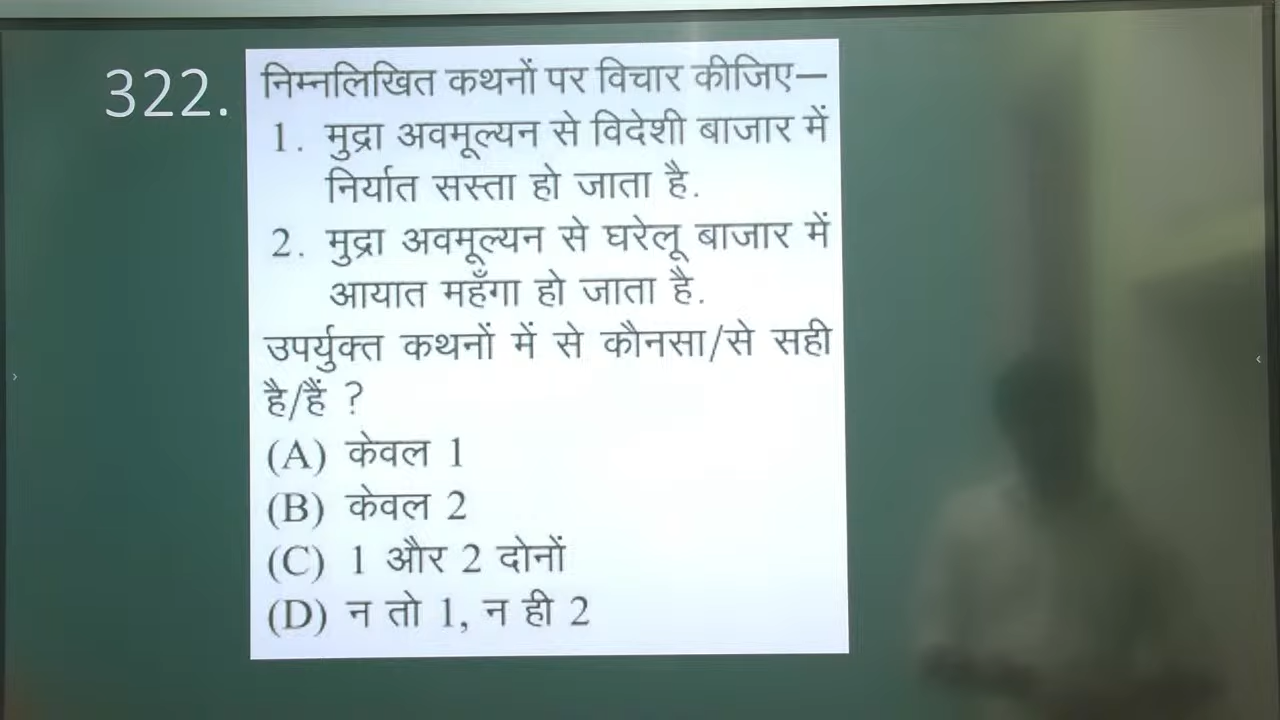 322.
निम्नलिखित कथनों पर विचार कीजिए—
1. मुद्रा अवमूल्यन से विदेशी बाजार में
निर्यात सस्ता हो जाता है.
2. मुद्रा अवमूल्यन से घरेलू बाजार में
आयात महँगा हो जाता है.
उपर्युक्त कथनों में से कौनसा/से सही
है/हैं ?
(A) केवल 1
(B) केवल 2
(C) 1 और 2 दोनों
(D) न तो 1, न ही 2